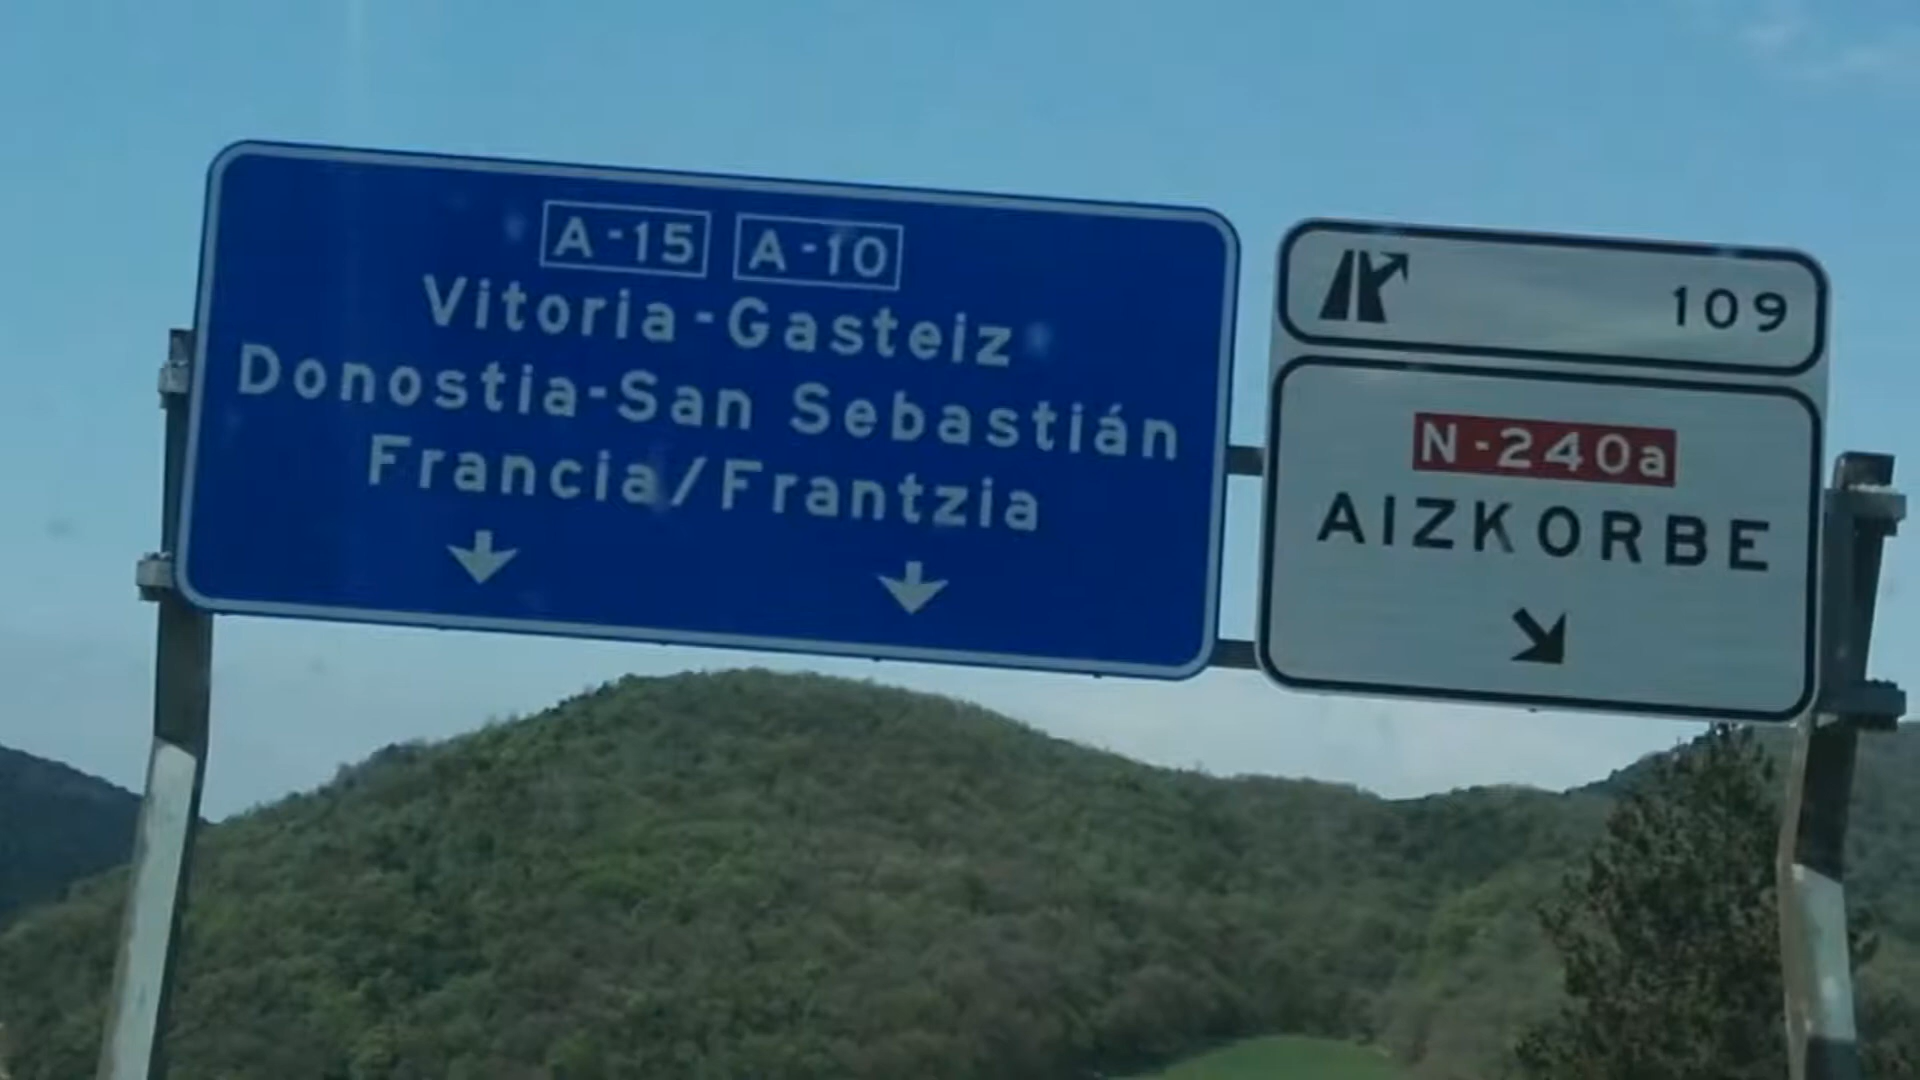 A-15 A-10
Vitoria-Gasteiz
Donostia-San Sebastián
Francia/Frantzia
109
N-240a
AIZKORBE